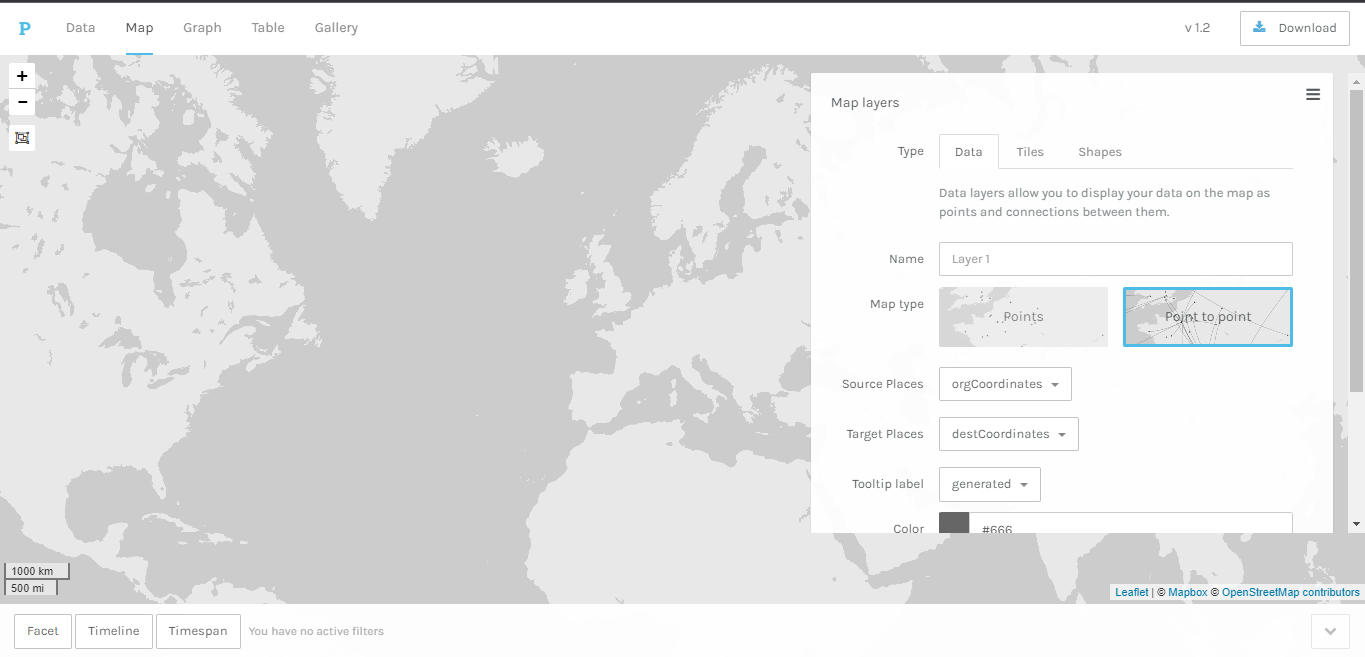 P Data Map Graph Table Gallery v 1.2 Download
+
−
Map layers
Type Data Tiles Shapes
Data layers allow you to display your data on the map as
points and connections between them.
Name Layer 1
Map type Points Point to point
Source Places orgCoordinates
Target Places destCoordinates
Tooltip label generated
Color #666
1000 km
500 mi
Leaflet | © Mapbox © OpenStreetMap contributors
Facet Timeline Timespan You have no active filters